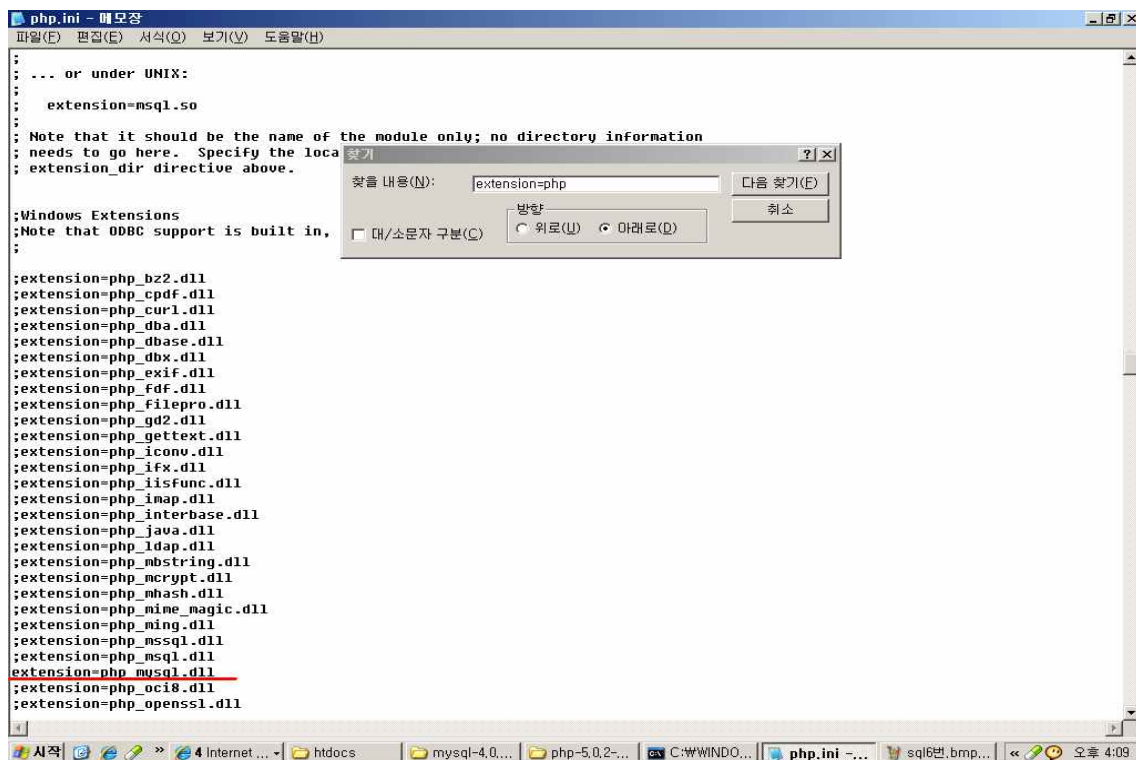 php.ini - 메모장
파일(F) 편집(E) 서식(O) 보기(V) 도움말(H)
;
; ... or under UNIX:
;
;   extension=msql.so
;
; Note that it should be the name of the module only; no directory information
; needs to go here.  Specify the loca
; extension_dir directive above.
찾기
찾을 내용(N): extension=php 다음 찾기(F)
방향 취소
대/소문자 구분(C) 위로(U) 아래로(D)
;Windows Extensions
;Note that ODBC support is built in,
;
;extension=php_bz2.dll
;extension=php_cpdf.dll
;extension=php_curl.dll
;extension=php_dba.dll
;extension=php_dbase.dll
;extension=php_dbx.dll
;extension=php_exif.dll
;extension=php_fdf.dll
;extension=php_filepro.dll
;extension=php_gd2.dll
;extension=php_gettext.dll
;extension=php_iconv.dll
;extension=php_ifx.dll
;extension=php_iisfunc.dll
;extension=php_imap.dll
;extension=php_interbase.dll
;extension=php_java.dll
;extension=php_ldap.dll
;extension=php_mbstring.dll
;extension=php_mcrypt.dll
;extension=php_mhash.dll
;extension=php_mime_magic.dll
;extension=php_ming.dll
;extension=php_mssql.dll
;extension=php_msql.dll
extension=php_mysql.dll
;extension=php_oci8.dll
;extension=php_openssl.dll
시작 » 4 Internet ... htdocs mysql-4,0,... php-5,0,2-... C:₩WINDO... php.ini -... sql6번,bmp... « 오후 4:09